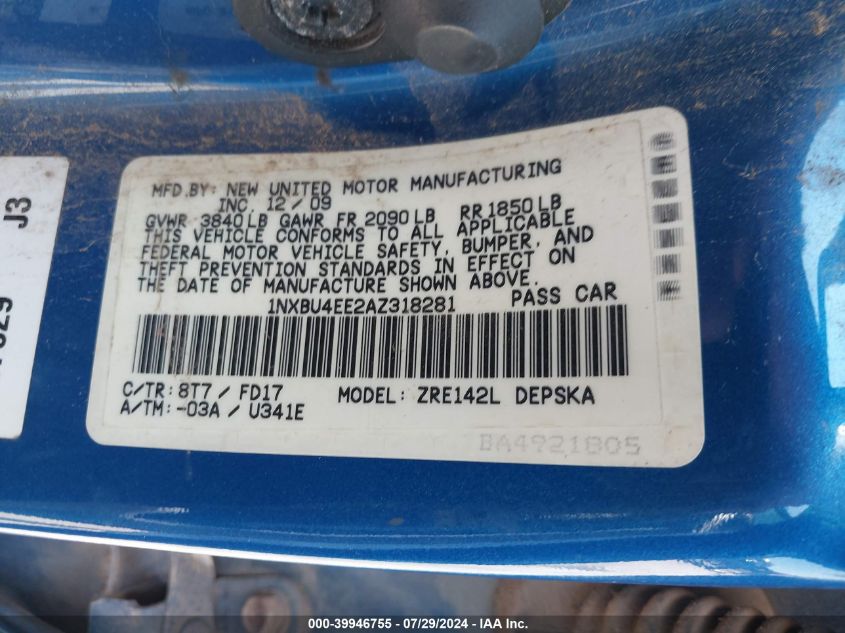 MFD.BY: NEW UNITED MOTOR MANUFACTURING
INC. 12/09
GVWR 3840LB GAWR FR 2090LB RR1850LB
THIS VEHICLE CONFORMS TO ALL APPLICABLE
FEDERAL MOTOR VEHICLE SAFETY, BUMPER, AND
THEFT PREVENTION STANDARDS IN EFFECT ON
THE DATE OF MANUFACTURE SHOWN ABOVE.
1NXBU4EE2AZ318281 PASS CAR
C/TR:8T7/FD17 MODEL: ZRE142L DEPSKA
A/TM:-03A/U341E
BA4921805
J3
000-39946755 - 07/29/2024 - IAAI INC.